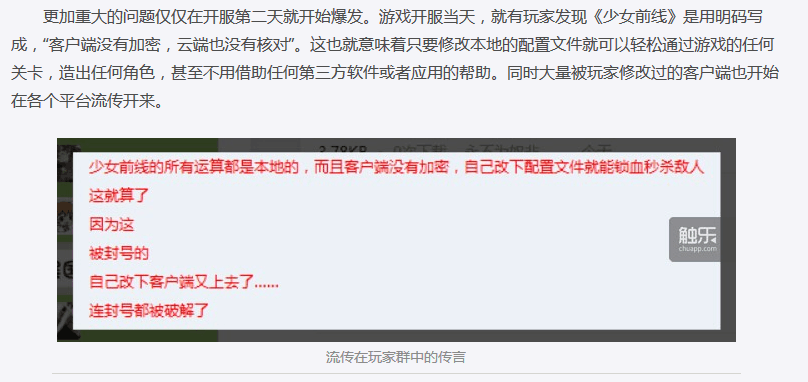 更加重大的问题仅仅在开服第二天就开始爆发。游戏开服当天，就有玩家发现《少女前线》是用明码写
成，“客户端没有加密，云端也没有核对”。这也就意味着只要修改本地的配置文件就可以轻松通过游戏的任何
关卡，造出任何角色，甚至不用借助任何第三方软件或者应用的帮助。同时大量被玩家修改过的客户端也开始
在各个平台流传开来。
少女前线的所有运算都是本地的，而且客户端没有加密，自己改下配置文件就能锁血秒杀敌人
这就算了
因为这
被封号的
自己改下客户端又上去了......
连封号都被破解了
触乐
chuapp.com
流传在玩家群中的传言